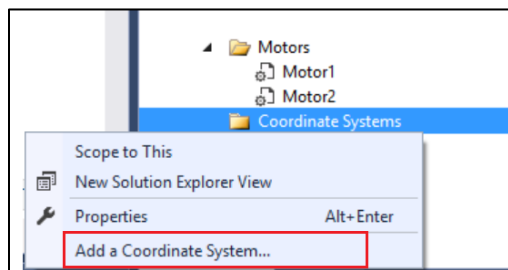 Motors
Motor1
Motor2
Coordinate Systems
Scope to This
New Solution Explorer View
Properties Alt+Enter
Add a Coordinate System...